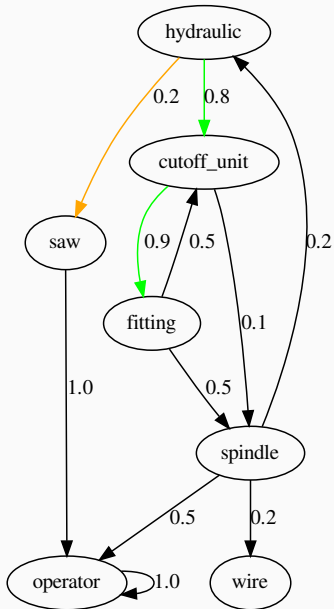 hydraulic
0.2
0.8
cutoff_unit
saw
0.9
0.5
0.2
fitting
0.1
1.0
0.5
spindle
0.5
0.2
operator
1.0
wire